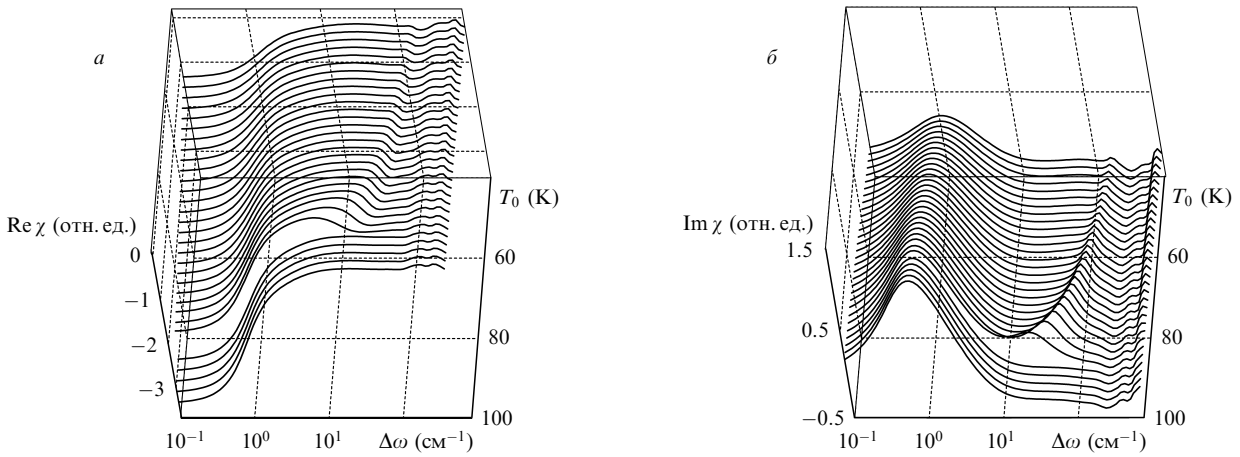 а
T₀ (K)
Re χ (отн. ед.)
0
−1
−2
−3
60
80
100
10⁻¹
10⁰
10¹
Δω (см⁻¹)
б
T₀ (K)
Im χ (отн. ед.)
1.5
0.5
−0.5
60
80
100
10⁻¹
10⁰
10¹
Δω (см⁻¹)